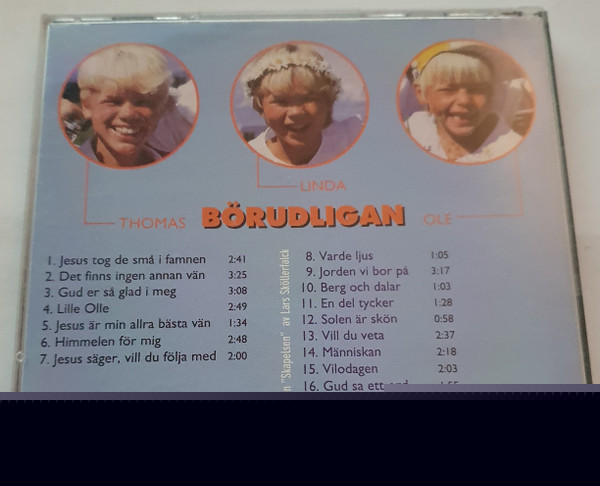 LINDA
THOMAS BÖRUDLIGAN OLE
1. Jesus tog de små i famnen 2:41
2. Det finns ingen annan vän 3:25
3. Gud er så glad i meg 3:08
4. Lille Olle 2:49
5. Jesus är min allra bästa vän 1:34
6. Himmelen för mig 2:48
7. Jesus säger, vill du följa med 2:00
"Skapelsen" av Lars Sköllerfalck
8. Varde ljus 1:05
9. Jorden vi bor på 3:17
10. Berg och dalar 1:03
11. En del tycker 1:28
12. Solen är skön 0:58
13. Vill du veta 2:37
14. Människan 2:18
15. Vilodagen 2:03
16. Gud sa ett